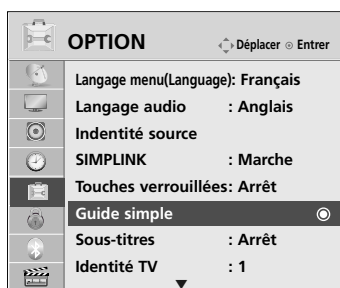 OPTION Déplacer Entrer
Langage menu(Language): Français
Langage audio : Anglais
Indentité source
SIMPLINK : Marche
Touches verrouillées: Arrêt
Guide simple
Sous-titres : Arrêt
Identité TV : 1